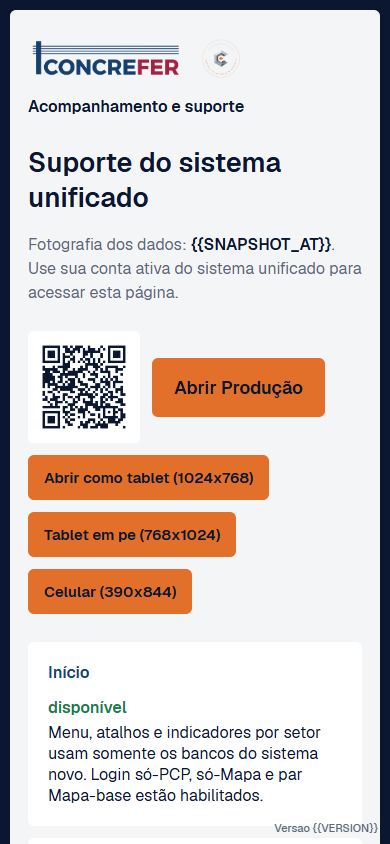 CONCREFER
Acompanhamento e suporte
Suporte do sistema
unificado
Fotografia dos dados: {{SNAPSHOT_AT}}.
Use sua conta ativa do sistema unificado para
acessar esta página.
Abrir Produção
Abrir como tablet (1024x768)
Tablet em pe (768x1024)
Celular (390x844)
Início
disponível
Menu, atalhos e indicadores por setor
usam somente os bancos do sistema
novo. Login só-PCP, só-Mapa e par
Mapa-base estão habilitados.
Versao {{VERSION}}